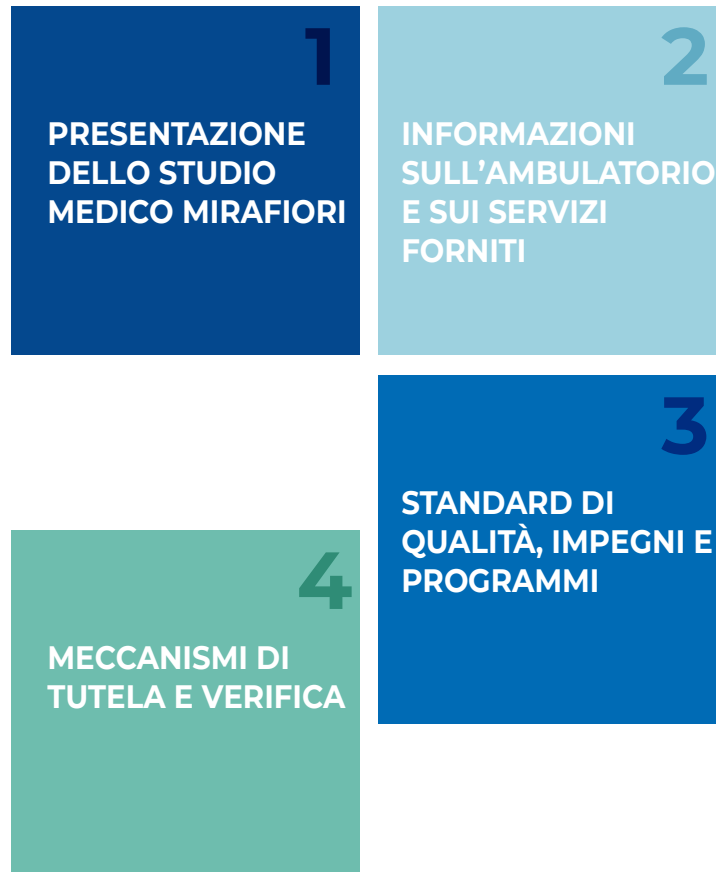 1
PRESENTAZIONE
DELLO STUDIO
MEDICO MIRAFIORI
2
INFORMAZIONI
SULL’AMBULATORIO
E SUI SERVIZI
FORNITI
3
STANDARD DI
QUALITÀ, IMPEGNI E
PROGRAMMI
4
MECCANISMI DI
TUTELA E VERIFICA